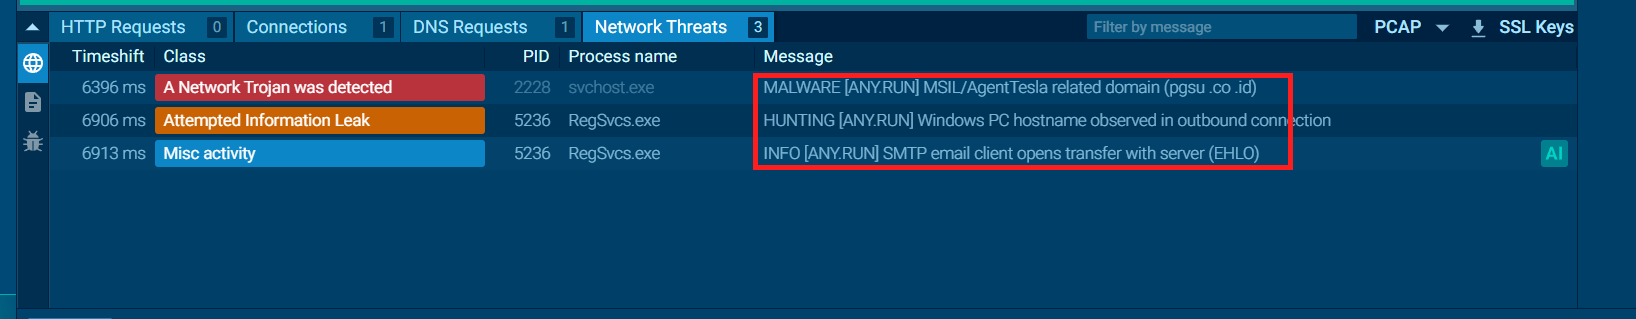 HTTP Requests 0 Connections 1 DNS Requests 1 Network Threats 3 Filter by message PCAP SSL Keys
Timeshift Class PID Process name Message
6396 ms A Network Trojan was detected 2228 svchost.exe MALWARE [ANY.RUN] MSIL/AgentTesla related domain (pgsu .co .id)
6906 ms Attempted Information Leak 5236 RegSvcs.exe HUNTING [ANY.RUN] Windows PC hostname observed in outbound connection
6913 ms Misc activity 5236 RegSvcs.exe INFO [ANY.RUN] SMTP email client opens transfer with server (EHLO) AI